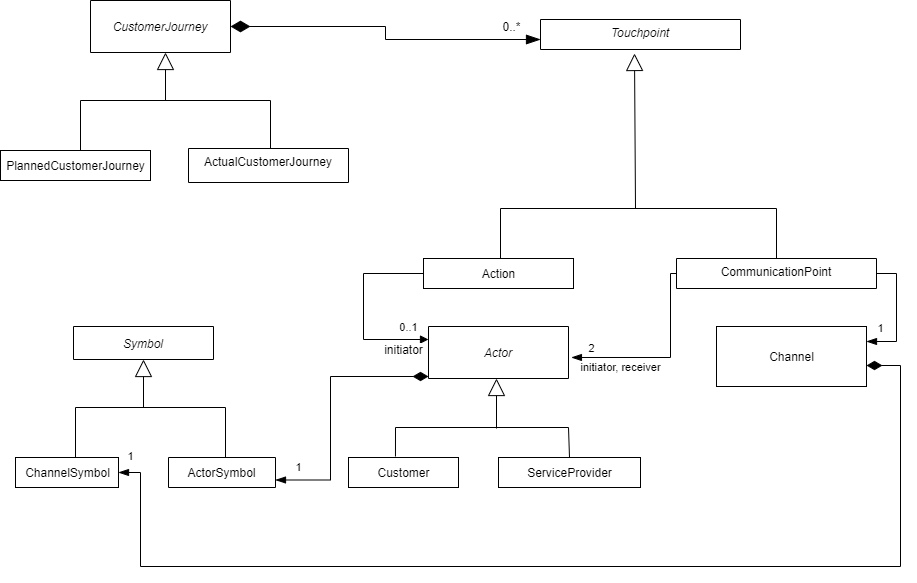 CustomerJourney
0..*
Touchpoint
PlannedCustomerJourney
ActualCustomerJourney
Action
CommunicationPoint
0..1
initiator
Actor
2
initiator, receiver
1
Channel
Symbol
ChannelSymbol
1
ActorSymbol
1
Customer
ServiceProvider